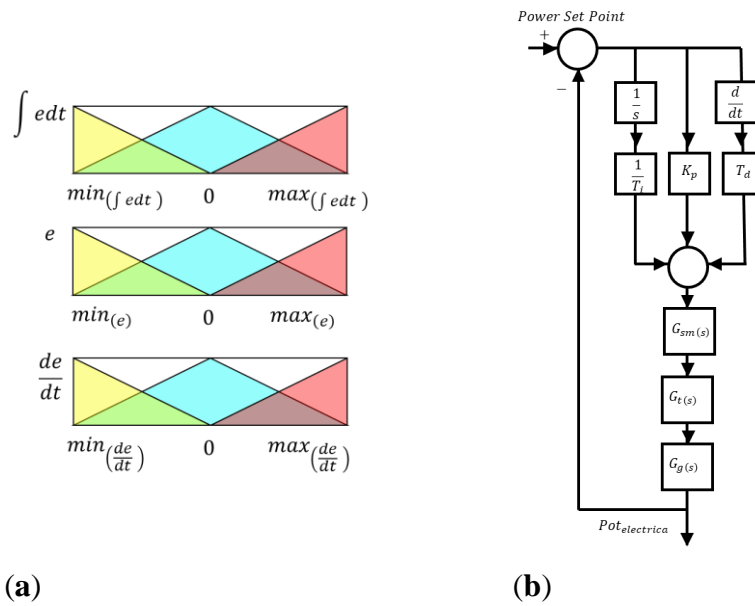 ∫ edt
min(∫ edt) 0 max(∫ edt)
e
min(e) 0 max(e)
de/dt
min(de/dt) 0 max(de/dt)
(a)
Power Set Point
+
−
1/s d/dt
1/Ti Kp Td
Gsm(s)
Gt(s)
Gg(s)
Potelectrica
(b)